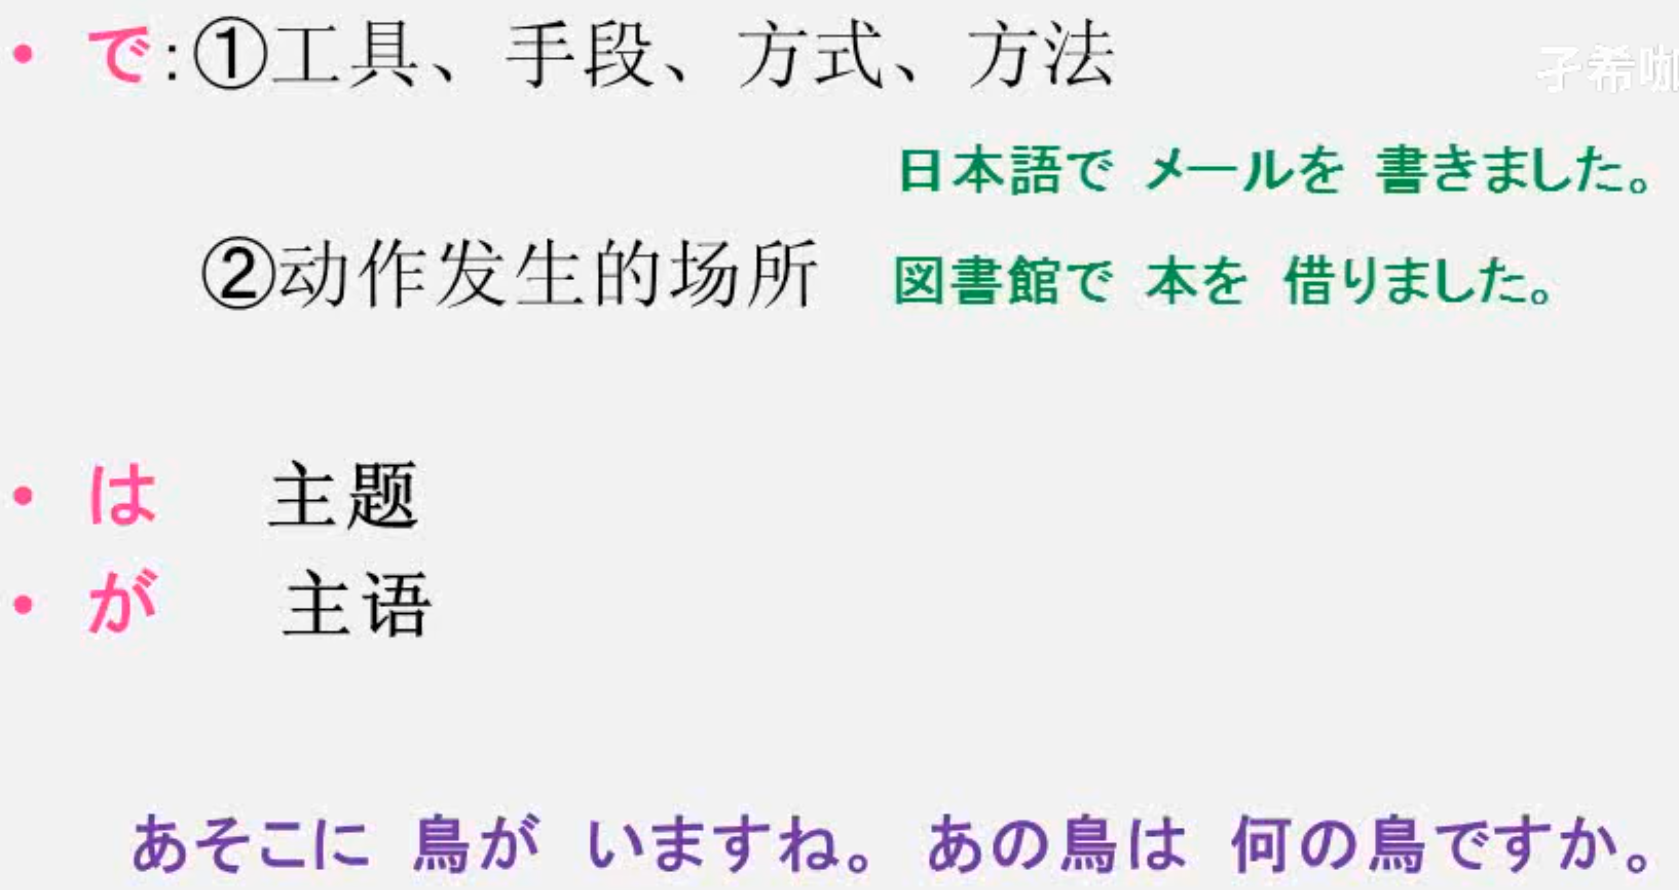 • で:①工具、手段、方式、方法
孑希咖
日本語で メールを 書きました。
②动作发生的场所 図書館で 本を 借りました。
• は 主题
• が 主语
あそこに 鳥が いますね。あの鳥は 何の鳥ですか。